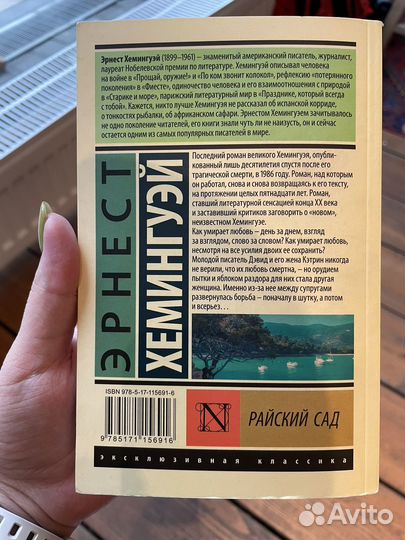 Эрнест Хемингуэй (1899–1961) – знаменитый американский писатель, журналист,
лауреат Нобелевской премии по литературе. Хемингуэй описывал человека
на войне в «Прощай, оружие!» и «По ком звонит колокол», рефлексию «потерянного
поколения» в «Фиесте», одиночество человека и его взаимоотношения с природой
в «Старике и море», парижский литературный мир в «Празднике, который всегда
с тобой». Кажется, никто лучше Хемингуэя не рассказал об испанской корриде,
о тонкостях рыбалки, об африканском сафари. Эрнестом Хемингуэем зачитывалось
не одно поколение читателей, его книги знали чуть ли не наизусть, он и сейчас
остается одним из самых популярных писателей в мире.
ЭРНЕСТ
ХЕМИНГУЭЙ
Последний роман великого Хемингуэя, опубли-
кованный лишь десятилетия спустя после его
трагической смерти, в 1986 году. Роман, над которым
он работал, снова и снова возвращаясь к его тексту,
на протяжении целых пятнадцати лет. Роман,
ставший литературной сенсацией конца XX века
и заставивший критиков заговорить о «новом»,
неизвестном Хемингуэе.
Как умирает любовь – день за днем, взгляд
за взглядом, слово за словом? Как умирает любовь,
несмотря на все усилия двоих ее сохранить?
Молодой писатель Дэвид и его жена Кэтрин никогда
не верили, что их любовь смертна, – но орудием
пытки и яблоком раздора для них стала другая
женщина. Именно из-за нее между супругами
развернулась борьба – поначалу в шутку, а потом
и всерьез...
ISBN 978-5-17-115691-6
9 785171 156916
N
РАЙСКИЙ САД
эксклюзивная классика
Avito